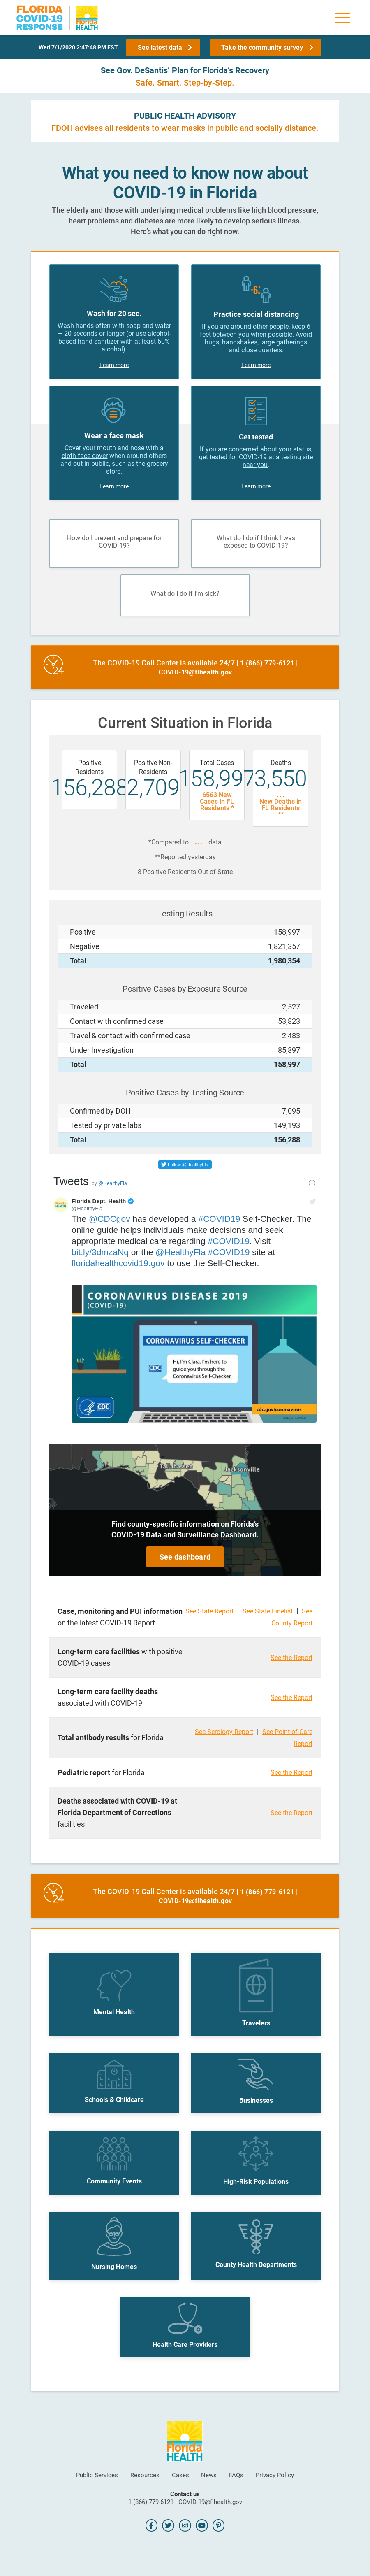 FLORIDA
COVID-19
RESPONSE
Florida
HEALTH
Wed 7/1/2020 2:47:48 PM EST
See latest data
Take the community survey
See Gov. DeSantis' Plan for Florida's Recovery
Safe. Smart. Step-by-Step.
PUBLIC HEALTH ADVISORY
FDOH advises all residents to wear masks in public and socially distance.
What you need to know now about
COVID-19 in Florida
The elderly and those with underlying medical problems like high blood pressure,
heart problems and diabetes are more likely to develop serious illness.
Here's what you can do right now.
Wash for 20 sec.
Wash hands often with soap and water
– 20 seconds or longer (or use alcohol-
based hand sanitizer with at least 60%
alcohol).
Learn more
6'
Practice social distancing
If you are around other people, keep 6
feet between you when possible. Avoid
hugs, handshakes, large gatherings
and close quarters.
Learn more
Wear a face mask
Cover your mouth and nose with a
cloth face cover when around others
and out in public, such as the grocery
store.
Learn more
Get tested
If you are concerned about your status,
get tested for COVID-19 at a testing site
near you.
Learn more
How do I prevent and prepare for
COVID-19?
What do I do if I think I was
exposed to COVID-19?
What do I do if I'm sick?
24
The COVID-19 Call Center is available 24/7 | 1 (866) 779-6121 |
COVID-19@flhealth.gov
Current Situation in Florida
Positive
Residents
156,288
Positive Non-
Residents
2,709
Total Cases
158,997
6563 New
Cases in FL
Residents *
Deaths
3,550
...
New Deaths in
FL Residents
**
*Compared to ... data
**Reported yesterday
8 Positive Residents Out of State
Testing Results
Positive 158,997
Negative 1,821,357
Total 1,980,354
Positive Cases by Exposure Source
Traveled 2,527
Contact with confirmed case 53,823
Travel & contact with confirmed case 2,483
Under Investigation 85,897
Total 158,997
Positive Cases by Testing Source
Confirmed by DOH 7,095
Tested by private labs 149,193
Total 156,288
Follow @HealthyFla
Tweets by @HealthyFla
Florida Dept. Health
@HealthyFla
The @CDCgov has developed a #COVID19 Self-Checker. The
online guide helps individuals make decisions and seek
appropriate medical care regarding #COVID19. Visit
bit.ly/3dmzaNq or the @HealthyFla #COVID19 site at
floridahealthcovid19.gov to use the Self-Checker.
CORONAVIRUS DISEASE 2019
(COVID-19)
CORONAVIRUS SELF-CHECKER
CDC
Hi, I'm Clara. I'm here to
guide you through the
Coronavirus Self-Checker.
CDC
cdc.gov/coronavirus
Tallahassee
Jacksonville
Find county-specific information on Florida's
COVID-19 Data and Surveillance Dashboard.
See dashboard
Case, monitoring and PUI information See State Report | See State Linelist | See
on the latest COVID-19 Report County Report
Long-term care facilities with positive
COVID-19 cases
See the Report
Long-term care facility deaths
associated with COVID-19
See the Report
Total antibody results for Florida
See Serology Report | See Point-of-Care
Report
Pediatric report for Florida See the Report
Deaths associated with COVID-19 at
Florida Department of Corrections
facilities
See the Report
24
The COVID-19 Call Center is available 24/7 | 1 (866) 779-6121 |
COVID-19@flhealth.gov
Mental Health
Travelers
Schools & Childcare
Businesses
Community Events
High-Risk Populations
Nursing Homes
County Health Departments
Health Care Providers
Florida
HEALTH
Public Services Resources Cases News FAQs Privacy Policy
Contact us
1 (866) 779-6121 | COVID-19@flhealth.gov